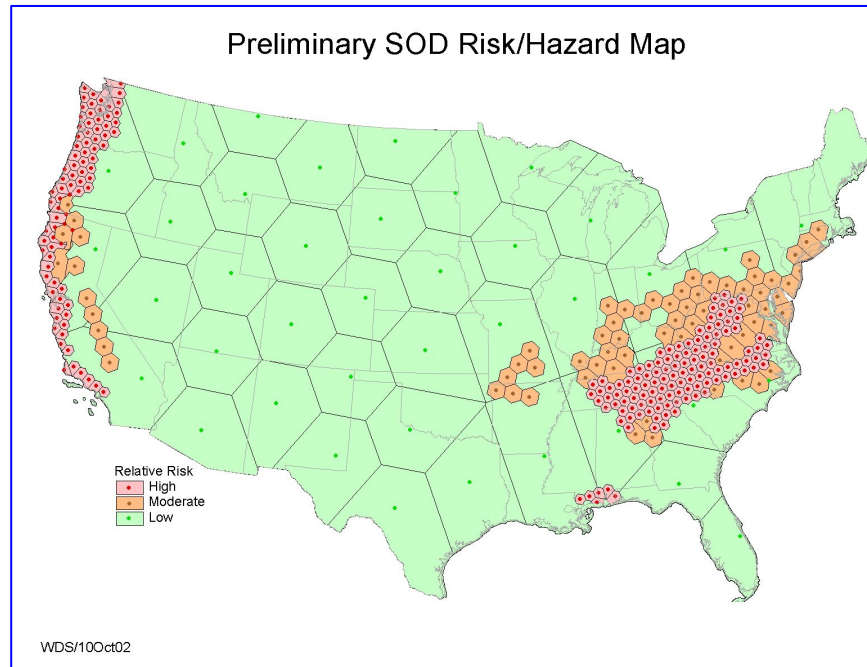 Preliminary SOD Risk/Hazard Map
Relative Risk
High
Moderate
Low
WDS/10Oct02